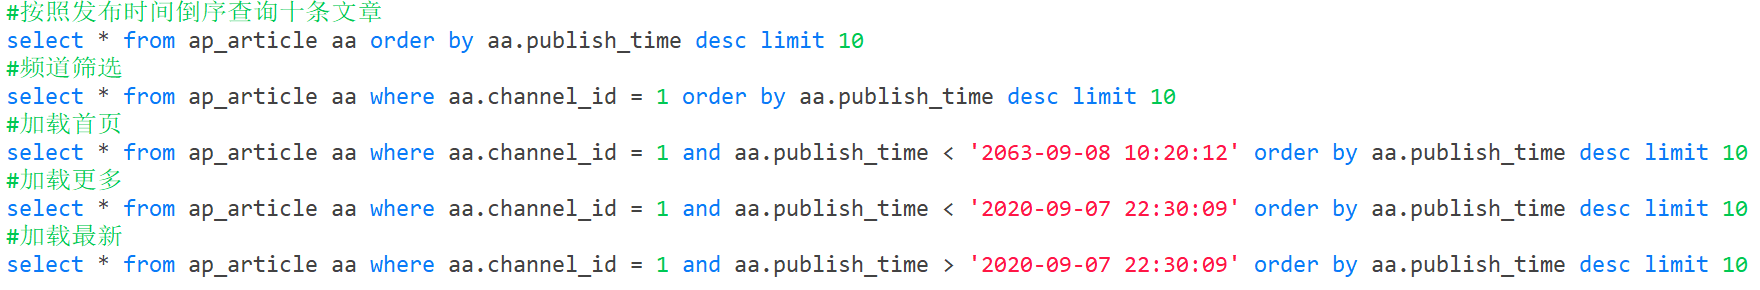 #按照发布时间倒序查询十条文章
select * from ap_article aa order by aa.publish_time desc limit 10
#频道筛选
select * from ap_article aa where aa.channel_id = 1 order by aa.publish_time desc limit 10
#加载首页
select * from ap_article aa where aa.channel_id = 1 and aa.publish_time < '2063-09-08 10:20:12' order by aa.publish_time desc limit 10
#加载更多
select * from ap_article aa where aa.channel_id = 1 and aa.publish_time < '2020-09-07 22:30:09' order by aa.publish_time desc limit 10
#加载最新
select * from ap_article aa where aa.channel_id = 1 and aa.publish_time > '2020-09-07 22:30:09' order by aa.publish_time desc limit 10